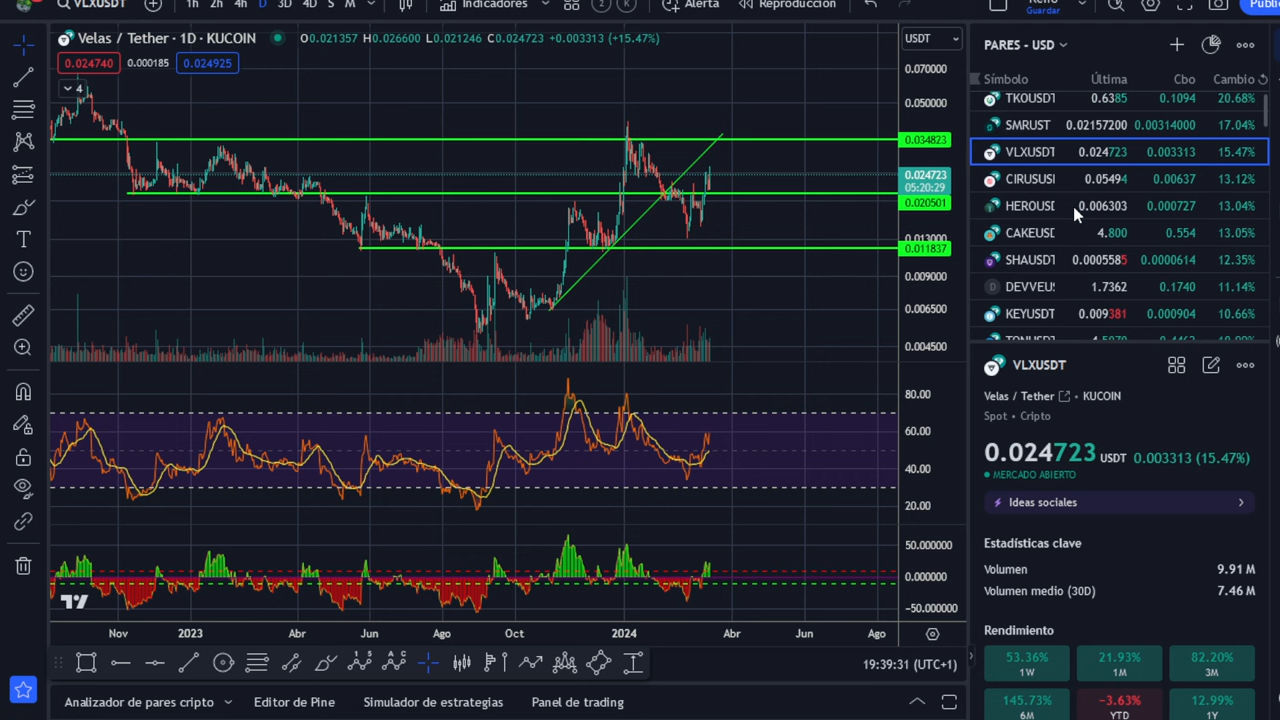 VLXUSDT
1h 2h 4h D 3D 4D S M
Indicadores
Alerta
Reproducción
Guardar
Velas / Tether · 1D · KUCOIN O0.021357 H0.026600 L0.021246 C0.024723 +0.003313 (+15.47%)
USDT
0.024740 0.000185 0.024925
4
0.070000
0.050000
0.034823
0.024723
05:20:29
0.020501
0.013000
0.011837
0.009000
0.006500
0.004500
80.00
60.00
40.00
20.00
50.000000
0.000000
−50.000000
Nov 2023 Abr Jun Ago Oct 2024 Abr Jun Ago
19:39:31 (UTC+1)
Analizador de pares cripto Editor de Pine Simulador de estrategias Panel de trading
PARES - USD
Símbolo Última Cbo Cambio
TKOUSDT 0.6385 0.1094 20.68%
SMRUST 0.02157200 0.00314000 17.04%
VLXUSDT 0.024723 0.003313 15.47%
CIRUSUSI 0.05494 0.00637 13.12%
HEROUSI 0.006303 0.000727 13.04%
CAKEUSI 4.800 0.554 13.05%
SHAUSDT 0.0005585 0.0000614 12.35%
DEVVEUS 1.7362 0.1740 11.14%
KEYUSDT 0.009381 0.000904 10.66%
VLXUSDT
Velas / Tether · KUCOIN
Spot · Cripto
0.024723 USDT 0.003313 (15.47%)
MERCADO ABIERTO
Ideas sociales
Estadísticas clave
Volumen 9.91 M
Volumen medio (30D) 7.46 M
Rendimiento
53.36% 21.93% 82.20%
1W 1M 3M
145.73% −3.63% 12.99%
6M YTD 1Y